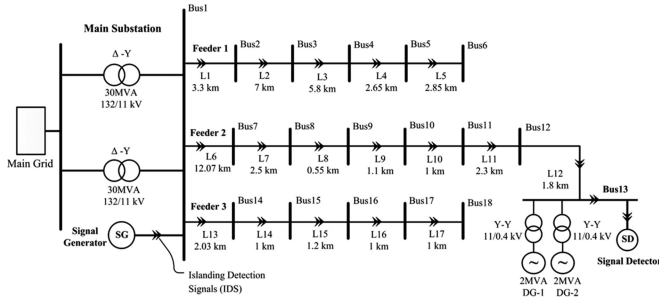 Bus1
Main Substation
Δ -Y
30MVA
132/11 kV
Main Grid
Δ -Y
30MVA
132/11 kV
Signal
Generator
SG
Islanding Detection
Signals (IDS)
Feeder 1
Bus2
Bus3
Bus4
Bus5
Bus6
L1
L2
L3
L4
L5
3.3 km
7 km
5.8 km
2.65 km
2.85 km
Feeder 2
Bus7
Bus8
Bus9
Bus10
Bus11
Bus12
L6
L7
L8
L9
L10
L11
12.07 km
2.5 km
0.55 km
1.1 km
1 km
2.3 km
L12
1.8 km
Bus13
Feeder 3
Bus14
Bus15
Bus16
Bus17
Bus18
L13
L14
L15
L16
L17
2.03 km
1 km
1.2 km
1 km
1 km
Y-Y
11/0.4 kV
Y-Y
11/0.4 kV
SD
Signal Detector
2MVA
DG-1
2MVA
DG-2